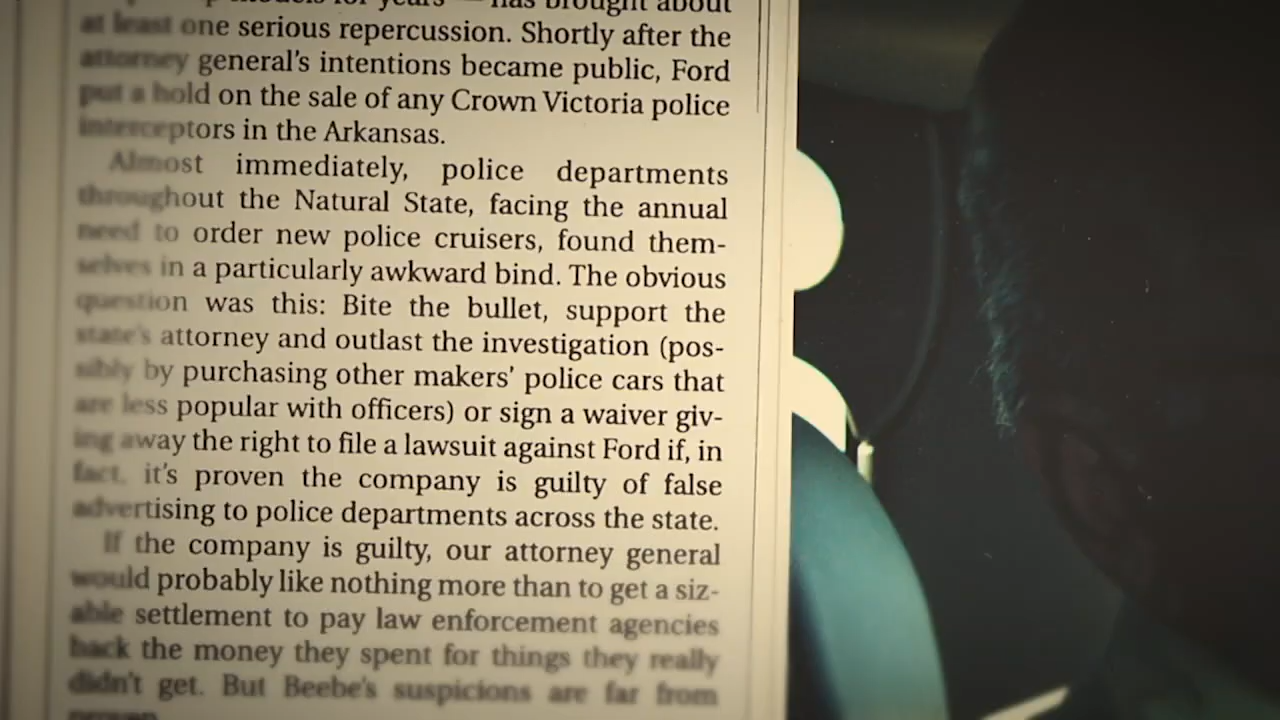 models for years — has brought about
at least one serious repercussion. Shortly after the
attorney general's intentions became public, Ford
put a hold on the sale of any Crown Victoria police
interceptors in the Arkansas.
Almost immediately, police departments
throughout the Natural State, facing the annual
need to order new police cruisers, found them-
selves in a particularly awkward bind. The obvious
question was this: Bite the bullet, support the
state's attorney and outlast the investigation (pos-
sibly by purchasing other makers' police cars that
are less popular with officers) or sign a waiver giv-
ing away the right to file a lawsuit against Ford if, in
fact, it's proven the company is guilty of false
advertising to police departments across the state.
If the company is guilty, our attorney general
would probably like nothing more than to get a siz-
able settlement to pay law enforcement agencies
back the money they spent for things they really
didn't get. But Beebe's suspicions are far from
proven.